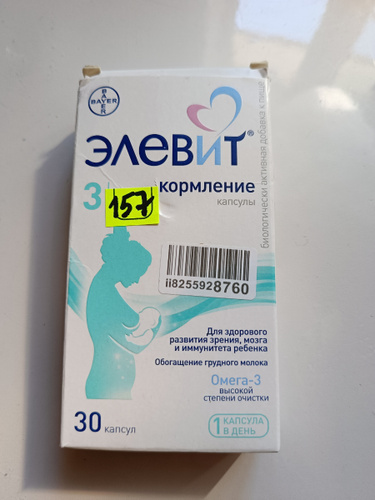 BAYER
BAYER
ЭЛЕВИТ®
3
157
кормление
капсулы
биологически активная добавка к пище
ii8255928760
Для здорового
развития зрения, мозга
и иммунитета ребенка
Обогащение грудного молока
Омега-3
высокой
степени очистки
30 капсул
1 КАПСУЛА
В ДЕНЬ